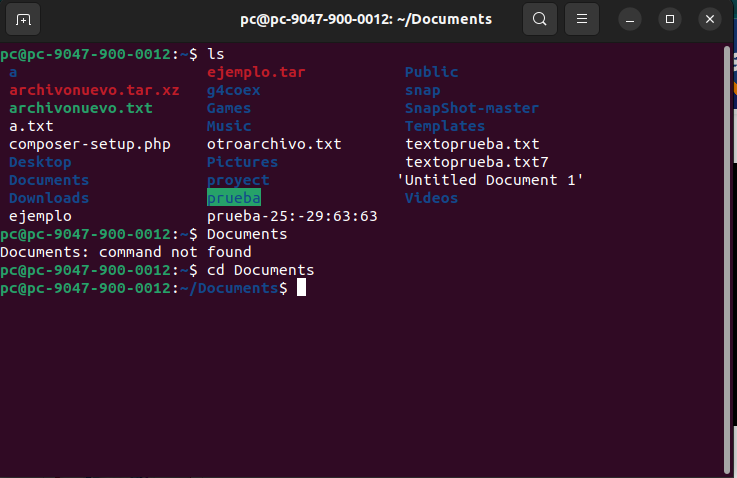 pc@pc-9047-900-0012: ~/Documents
pc@pc-9047-900-0012:~$ ls
a ejemplo.tar Public
archivonuevo.tar.xz g4coex snap
archivonuevo.txt Games SnapShot-master
a.txt Music Templates
composer-setup.php otroarchivo.txt textoprueba.txt
Desktop Pictures textoprueba.txt7
Documents proyect 'Untitled Document 1'
Downloads prueba Videos
ejemplo prueba-25:-29:63:63
pc@pc-9047-900-0012:~$ Documents
Documents: command not found
pc@pc-9047-900-0012:~$ cd Documents
pc@pc-9047-900-0012:~/Documents$